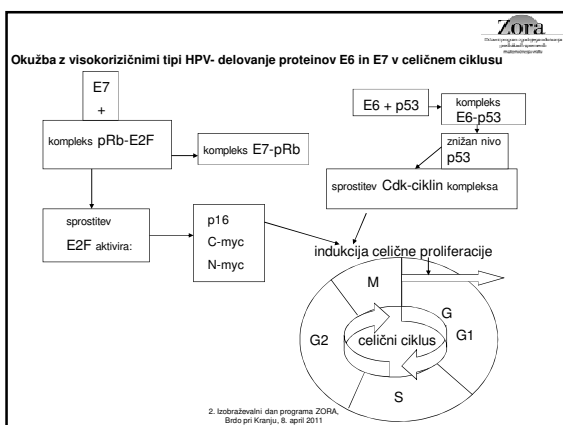 Zora
Okužba z visokorizičnimi tipi HPV- delovanje proteinov E6 in E7 v celičnem ciklusu
E7
+
kompleks pRb-E2F
kompleks E7-pRb
E6 + p53
kompleks
E6-p53
znižan nivo
p53
sprostitev Cdk-ciklin kompleksa
sprostitev
E2F aktivira:
p16
C-myc
N-myc
indukcija celične proliferacije
M
G
G1
G2
celični ciklus
S
2. Izobraževalni dan programa ZORA,
Brdo pri Kranju, 8. april 2011